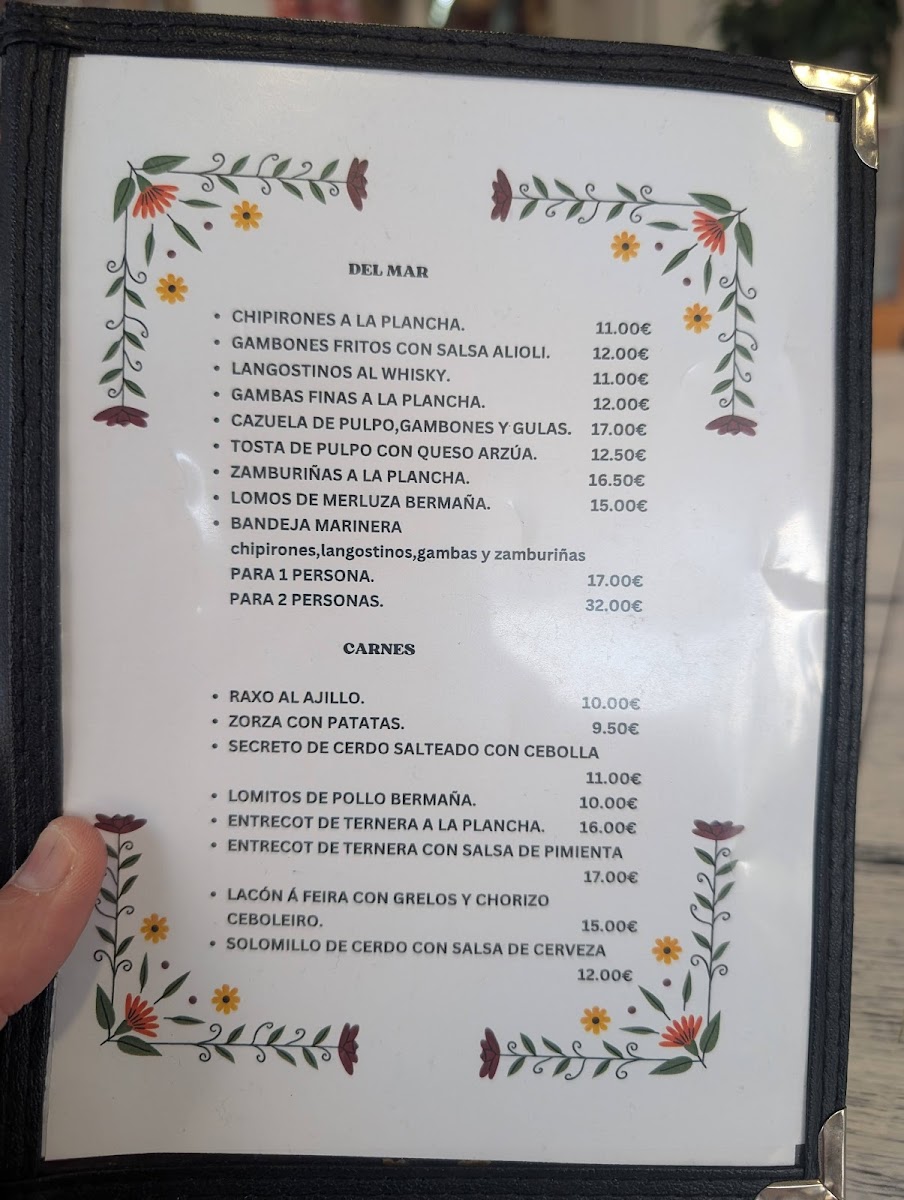 DEL MAR
• CHIPIRONES A LA PLANCHA. 11.00€
• GAMBONES FRITOS CON SALSA ALIOLI. 12.00€
• LANGOSTINOS AL WHISKY. 11.00€
• GAMBAS FINAS A LA PLANCHA. 12.00€
• CAZUELA DE PULPO,GAMBONES Y GULAS. 17.00€
• TOSTA DE PULPO CON QUESO ARZÚA. 12.50€
• ZAMBURIÑAS A LA PLANCHA. 16.50€
• LOMOS DE MERLUZA BERMAÑA. 15.00€
• BANDEJA MARINERA
chipirones,langostinos,gambas y zamburiñas
PARA 1 PERSONA. 17.00€
PARA 2 PERSONAS. 32.00€
CARNES
• RAXO AL AJILLO. 10.00€
• ZORZA CON PATATAS. 9.50€
• SECRETO DE CERDO SALTEADO CON CEBOLLA
11.00€
• LOMITOS DE POLLO BERMAÑA. 10.00€
• ENTRECOT DE TERNERA A LA PLANCHA. 16.00€
• ENTRECOT DE TERNERA CON SALSA DE PIMIENTA
17.00€
• LACÓN Á FEIRA CON GRELOS Y CHORIZO
CEBOLEIRO. 15.00€
• SOLOMILLO DE CERDO CON SALSA DE CERVEZA
12.00€